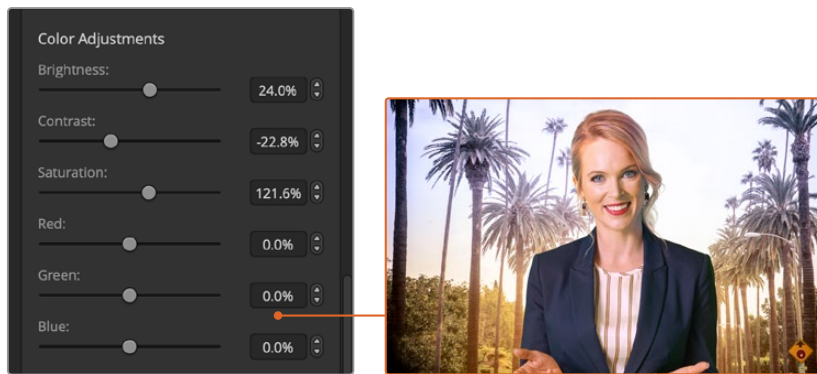 Color Adjustments
Brightness:
24.0%
Contrast:
-22.8%
Saturation:
121.6%
Red:
0.0%
Green:
0.0%
Blue:
0.0%